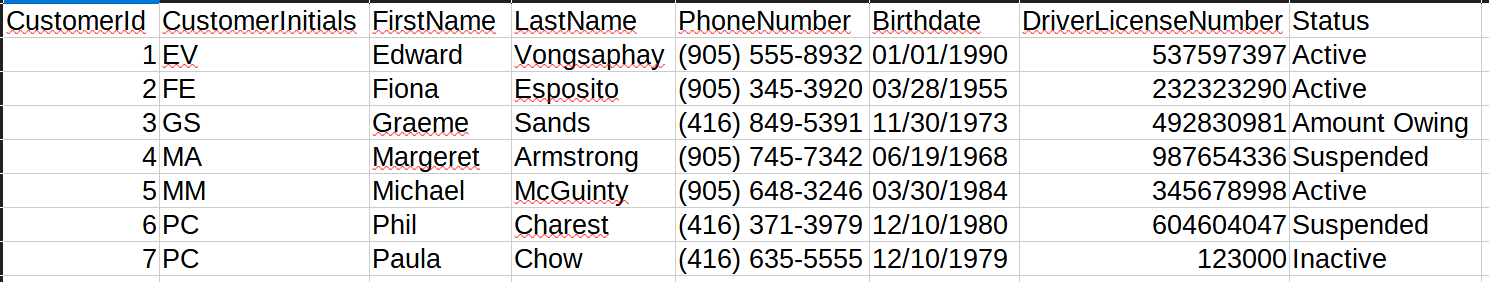 CustomerId CustomerInitials FirstName LastName PhoneNumber Birthdate DriverLicenseNumber Status
1 EV Edward Vongsaphay (905) 555-8932 01/01/1990 537597397 Active
2 FE Fiona Esposito (905) 345-3920 03/28/1955 232323290 Active
3 GS Graeme Sands (416) 849-5391 11/30/1973 492830981 Amount Owing
4 MA Margeret Armstrong (905) 745-7342 06/19/1968 987654336 Suspended
5 MM Michael McGuinty (905) 648-3246 03/30/1984 345678998 Active
6 PC Phil Charest (416) 371-3979 12/10/1980 604604047 Suspended
7 PC Paula Chow (416) 635-5555 12/10/1979 123000 Inactive